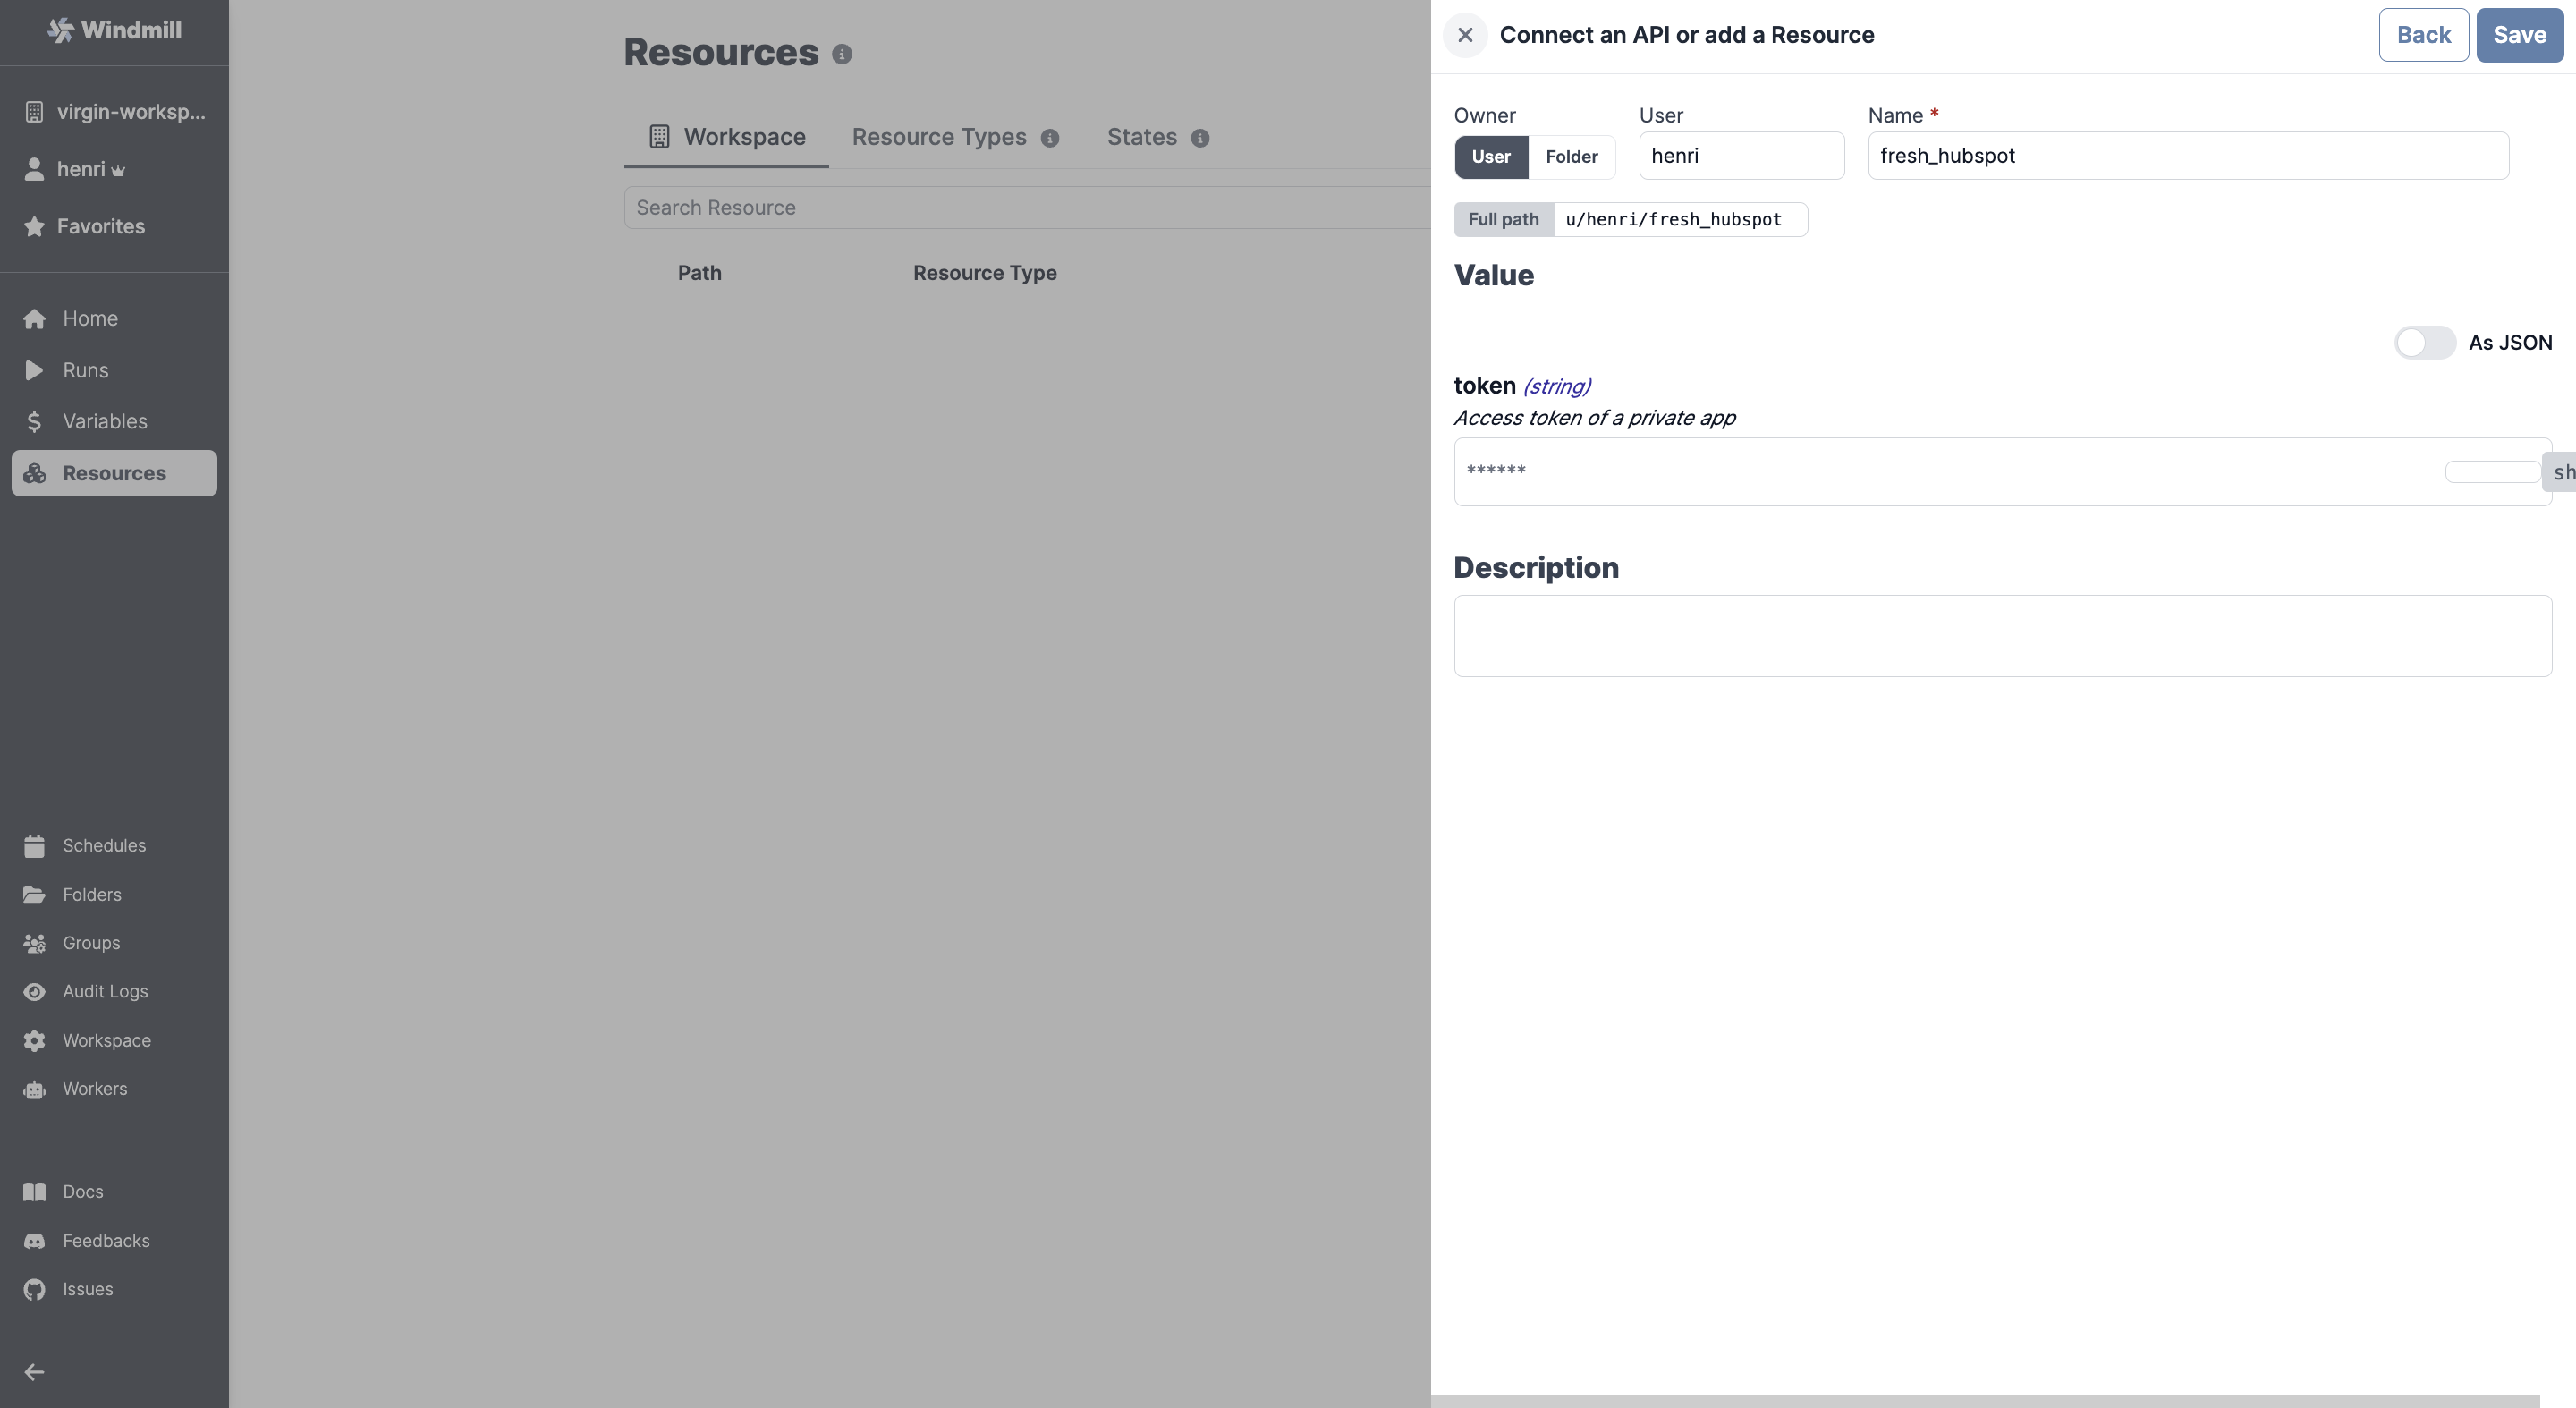 Windmill
virgin-worksp...
henri
Favorites
Home
Runs
Variables
Resources
Schedules
Folders
Groups
Audit Logs
Workspace
Workers
Docs
Feedbacks
Issues
Resources
Workspace
Resource Types
States
Search Resource
Path Resource Type
Connect an API or add a Resource
Back
Save
Owner User Name *
User Folder henri fresh_hubspot
Full path u/henri/fresh_hubspot
Value
As JSON
token (string)
Access token of a private app
******
sh
Description